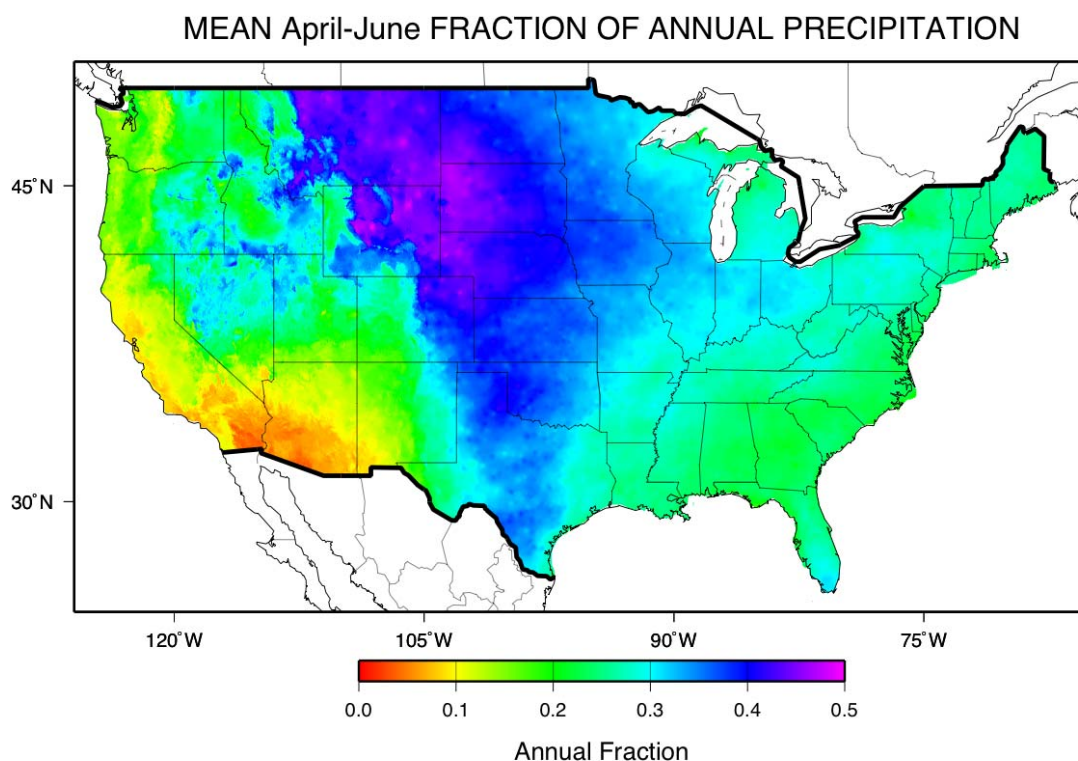 MEAN April-June FRACTION OF ANNUAL PRECIPITATION
45°N
30°N
120°W 105°W 90°W 75°W
0.0 0.1 0.2 0.3 0.4 0.5
Annual Fraction